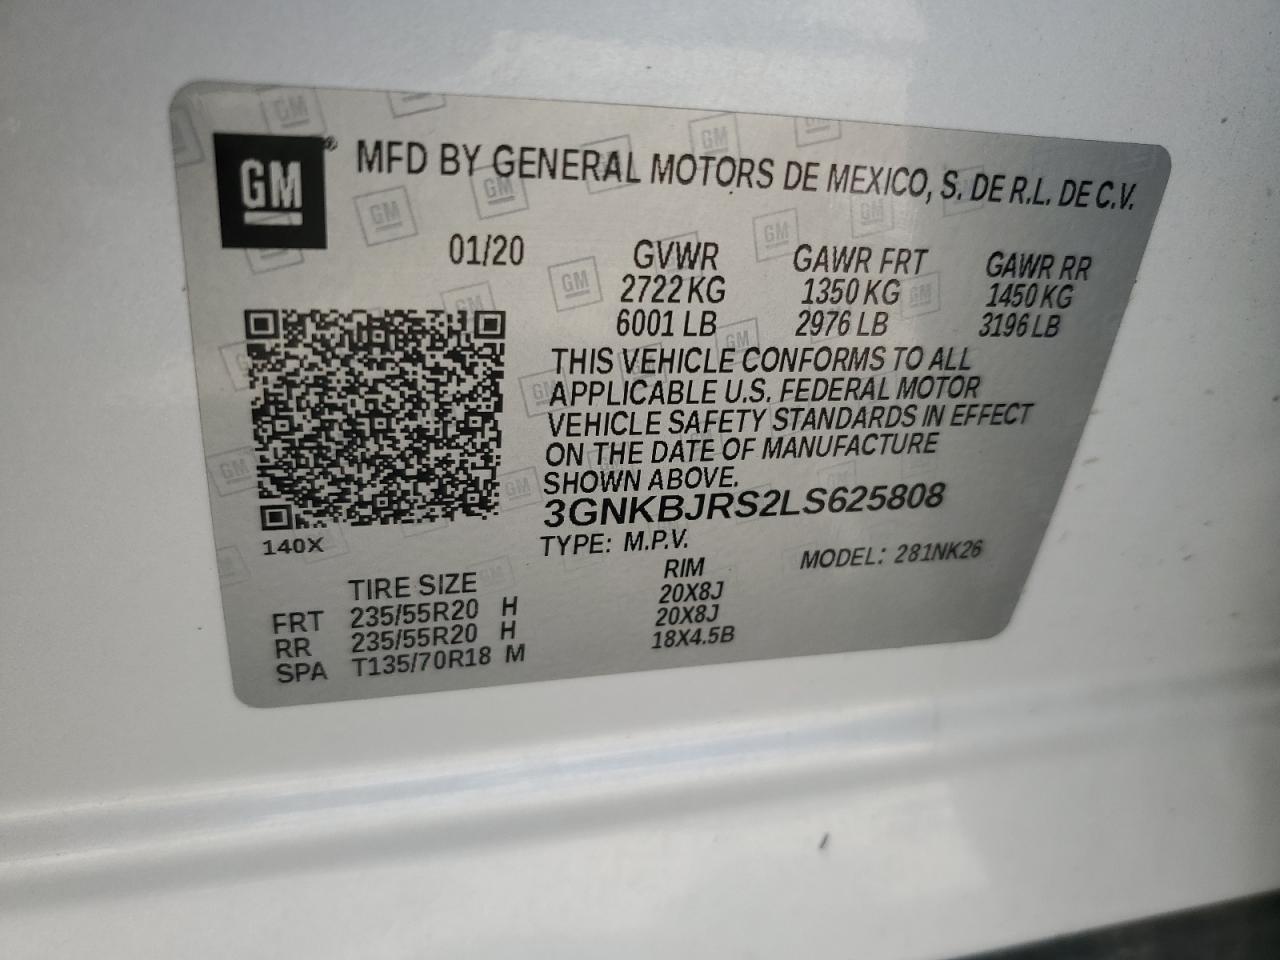 GM ® MFD BY GENERAL MOTORS DE MEXICO, S. DE R.L. DE C.V.
01/20 GVWR GAWR FRT GAWR RR
2722 KG 1350 KG 1450 KG
6001 LB 2976 LB 3196 LB
THIS VEHICLE CONFORMS TO ALL
APPLICABLE U.S. FEDERAL MOTOR
VEHICLE SAFETY STANDARDS IN EFFECT
ON THE DATE OF MANUFACTURE
SHOWN ABOVE.
3GNKBJRS2LS625808
140X TYPE: M.P.V. MODEL: 281NK26
TIRE SIZE RIM
FRT 235/55R20 H 20X8J
RR 235/55R20 H 20X8J
SPA T135/70R18 M 18X4.5B